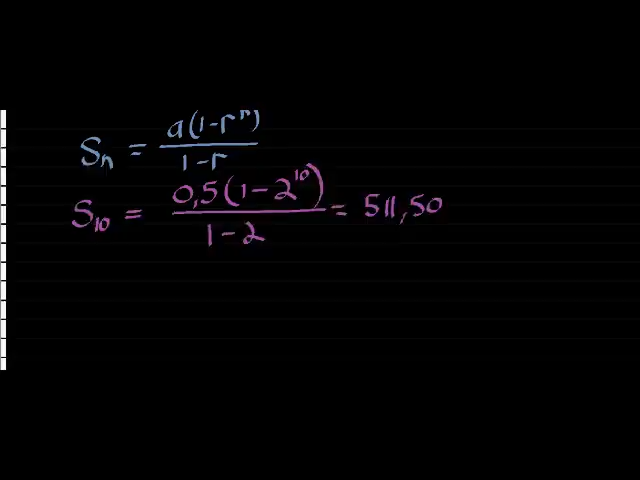 Sn = a(1-r^n)/1-r
S10 = 0,5(1-2^10)/1-2 = 511,50